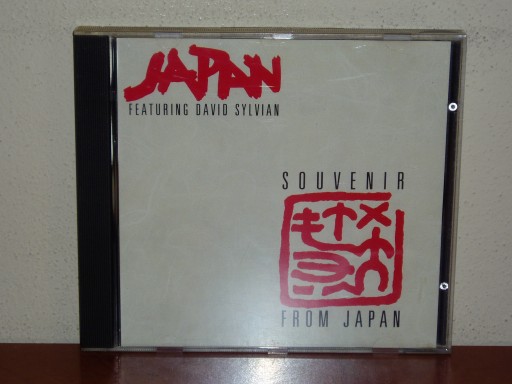 JAPAN
FEATURING DAVID SYLVIAN
SOUVENIR
FROM JAPAN